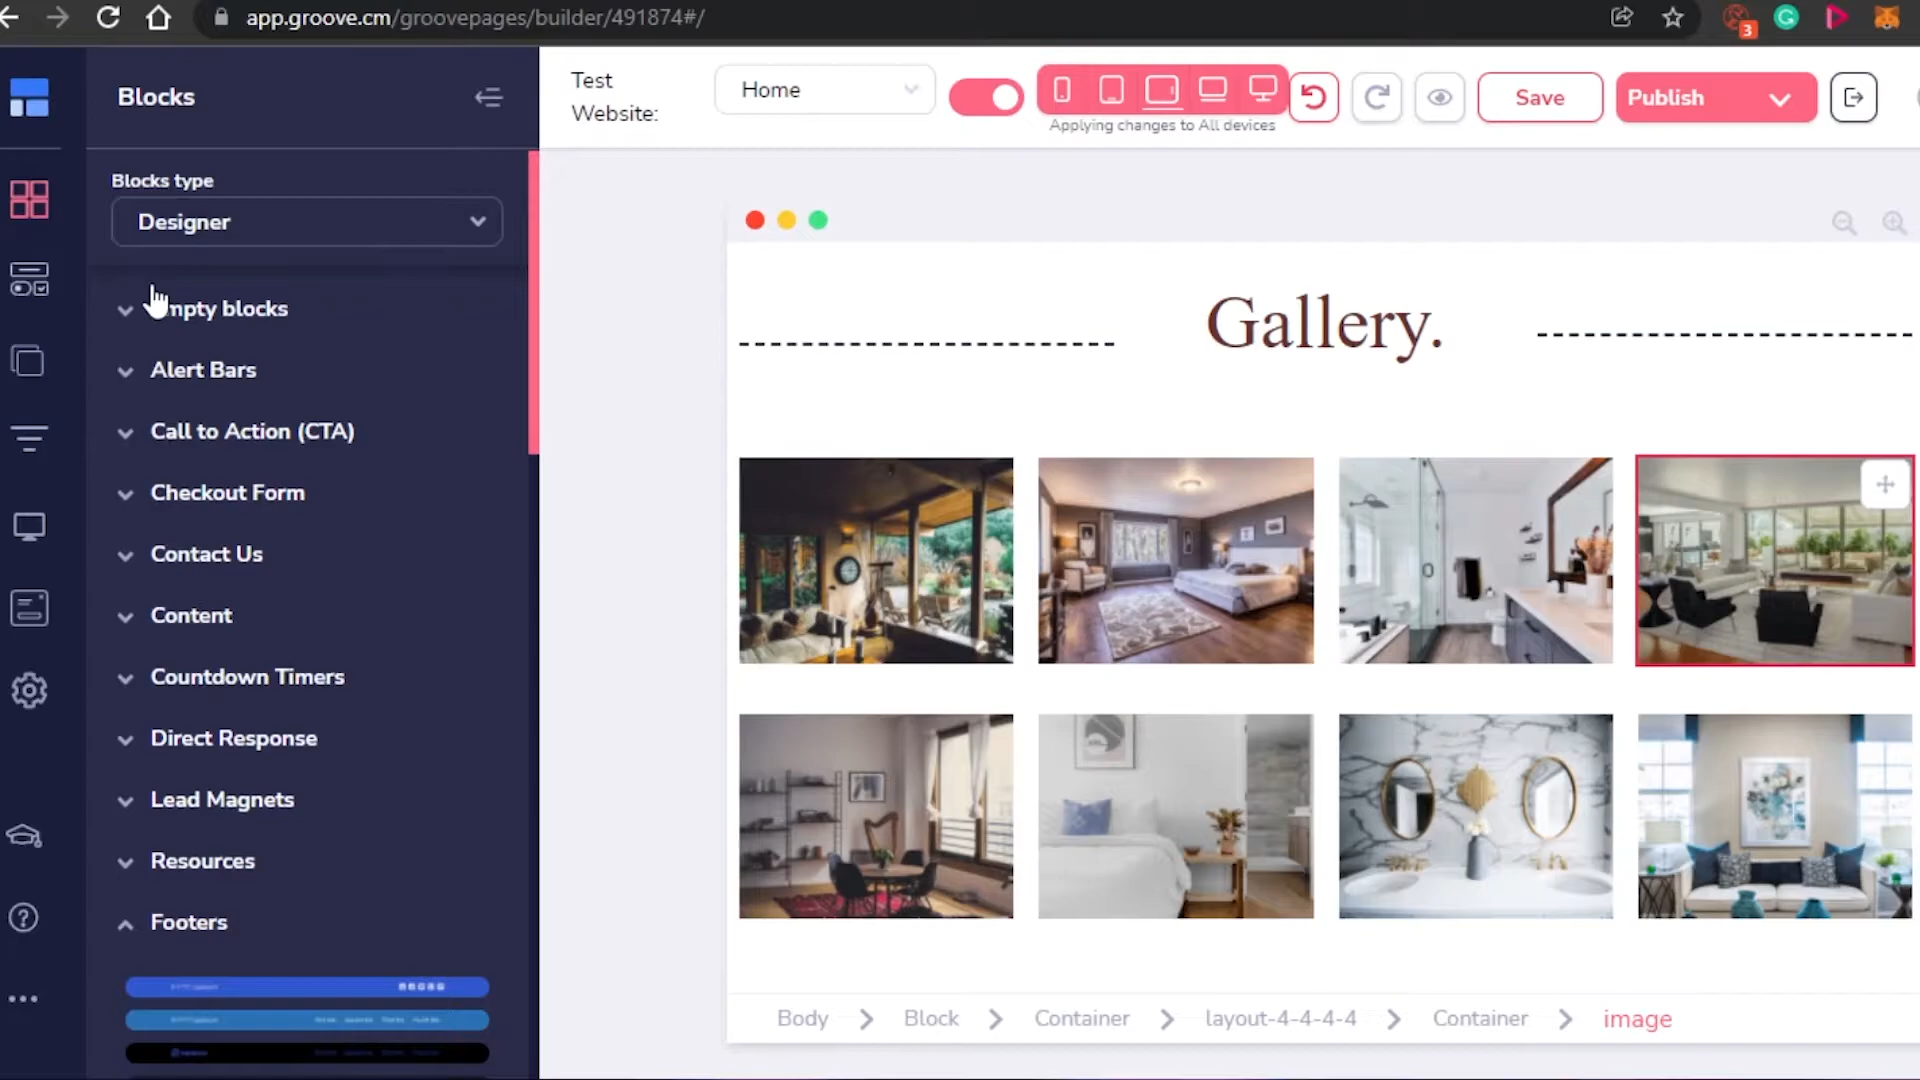 app.groove.cm/groovepages/builder/491874#/
3
Blocks
Test
Website:
Home
Applying changes to All devices
Save
Publish
Blocks type
Designer
mpty blocks
Alert Bars
Call to Action (CTA)
Checkout Form
Contact Us
Content
Countdown Timers
Direct Response
Lead Magnets
Resources
Footers
Gallery.
Body
Block
Container
layout-4-4-4-4
Container
image